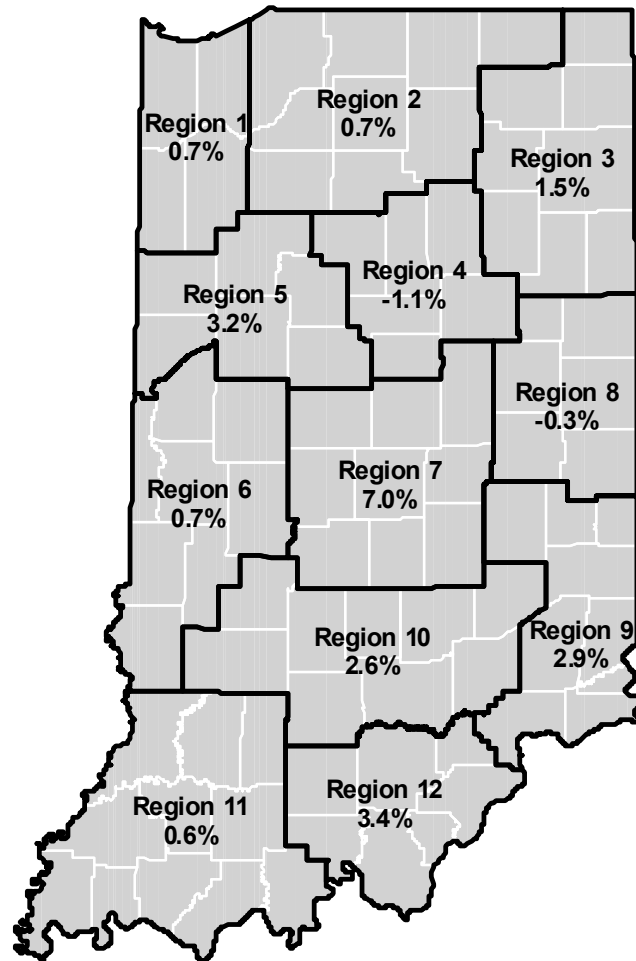 Region 1
0.7%
Region 2
0.7%
Region 3
1.5%
Region 4
-1.1%
Region 5
3.2%
Region 8
-0.3%
Region 7
7.0%
Region 6
0.7%
Region 10
2.6%
Region 9
2.9%
Region 12
3.4%
Region 11
0.6%